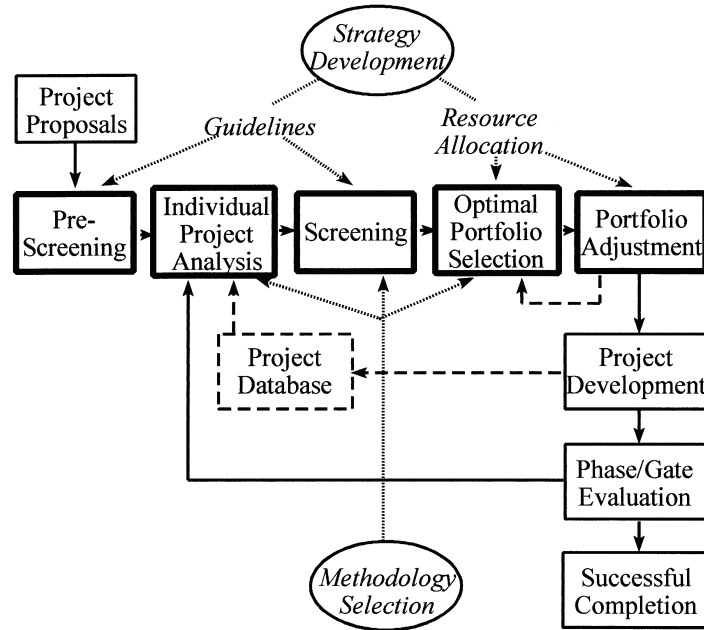 Strategy
Development
Project
Proposals
Guidelines
Resource
Allocation
Pre-
Screening
Individual
Project
Analysis
Screening
Optimal
Portfolio
Selection
Portfolio
Adjustment
Project
Database
Project
Development
Phase/Gate
Evaluation
Methodology
Selection
Successful
Completion